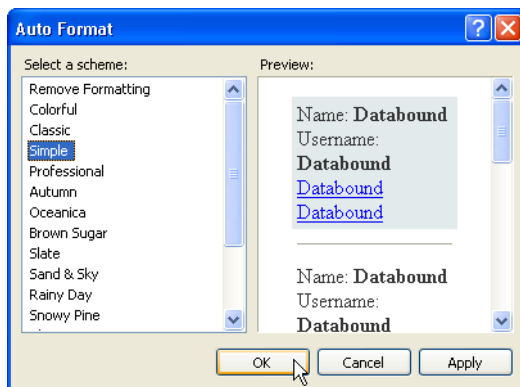 Auto Format
Select a scheme:
Remove Formatting
Colorful
Classic
Simple
Professional
Autumn
Oceanica
Brown Sugar
Slate
Sand & Sky
Rainy Day
Snowy Pine
Preview:
Name: Databound
Username:
Databound
Databound
Databound
Name: Databound
Username:
Databound
OK
Cancel
Apply